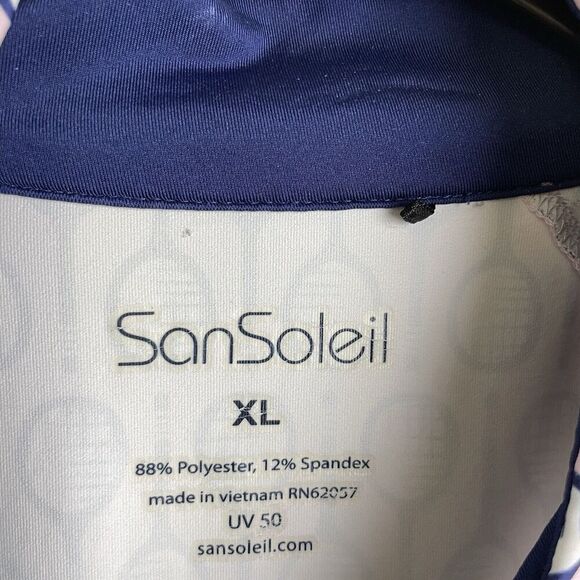 SanSoleil
XL
88% Polyester, 12% Spandex
made in vietnam RN62057
UV 50
sansoleil.com